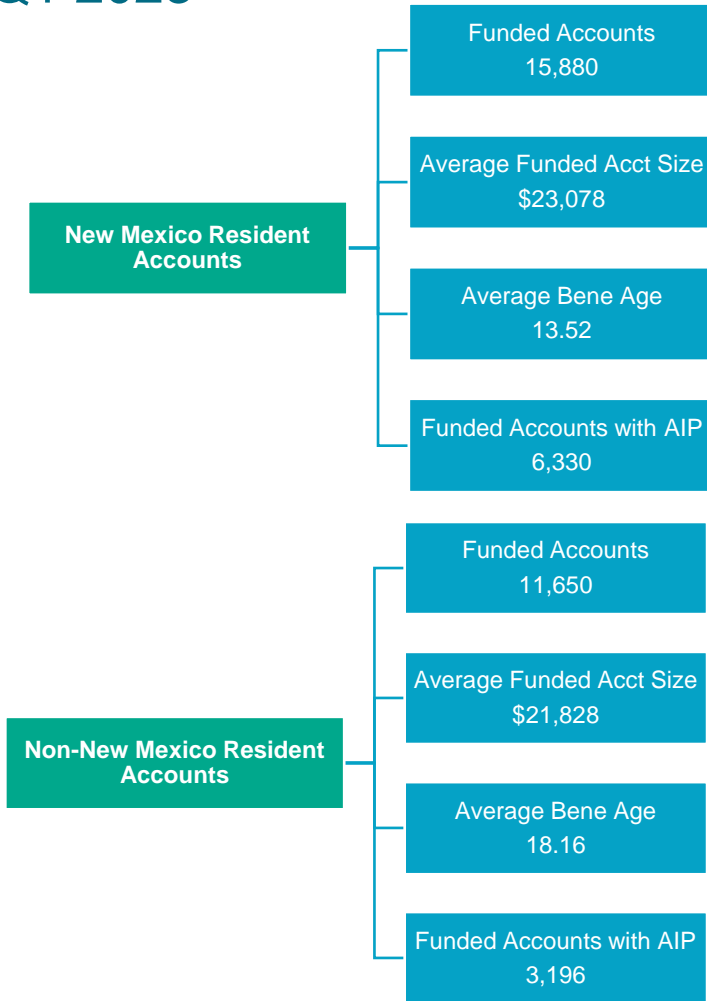 New Mexico Resident
Accounts
Funded Accounts
15,880
Average Funded Acct Size
$23,078
Average Bene Age
13.52
Funded Accounts with AIP
6,330
Non-New Mexico Resident
Accounts
Funded Accounts
11,650
Average Funded Acct Size
$21,828
Average Bene Age
18.16
Funded Accounts with AIP
3,196